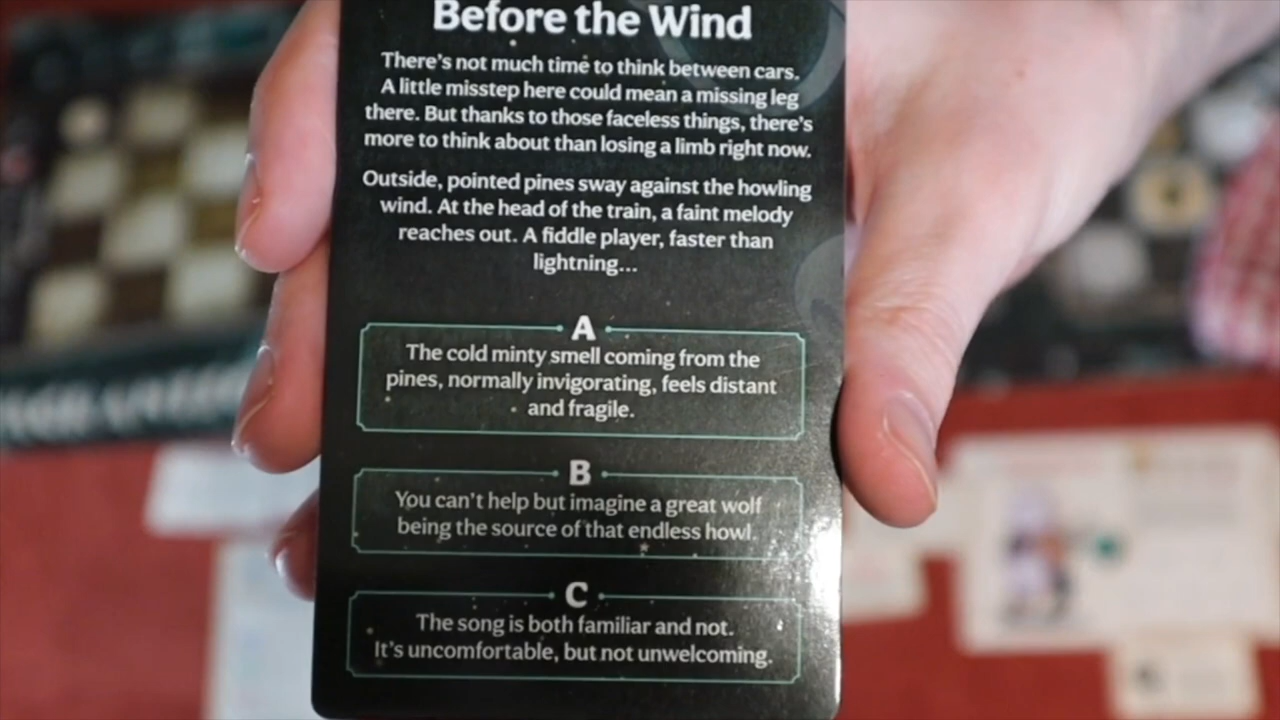 Before the Wind
There's not much time to think between cars.
A little misstep here could mean a missing leg
there. But thanks to those faceless things, there's
more to think about than losing a limb right now.
Outside, pointed pines sway against the howling
wind. At the head of the train, a faint melody
reaches out. A fiddle player, faster than
lightning...
A
The cold minty smell coming from the
pines, normally invigorating, feels distant
and fragile.
B
You can't help but imagine a great wolf
being the source of that endless howl.
C
The song is both familiar and not.
It's uncomfortable, but not unwelcoming.